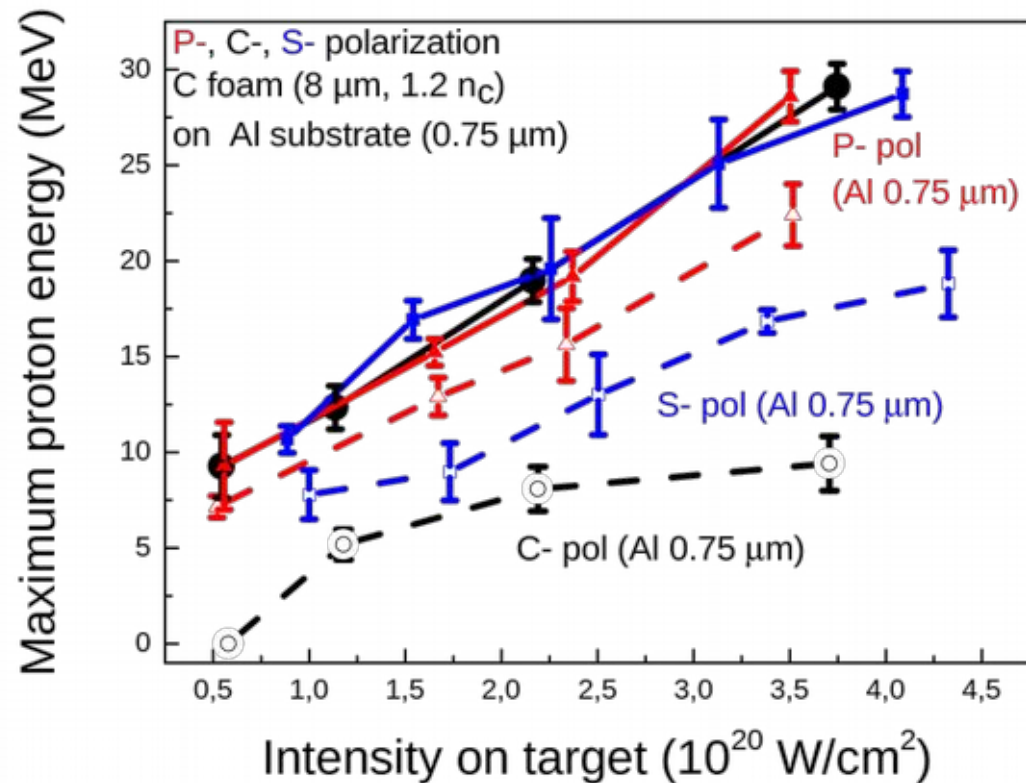 Maximum proton energy (MeV)
P-, C-, S- polarization
C foam (8 μm, 1.2 n_c)
on Al substrate (0.75 μm)
P- pol
(Al 0.75 μm)
S- pol (Al 0.75 μm)
C- pol (Al 0.75 μm)
30
25
20
15
10
5
0
0,5 1,0 1,5 2,0 2,5 3,0 3,5 4,0 4,5
Intensity on target (10²⁰ W/cm²)